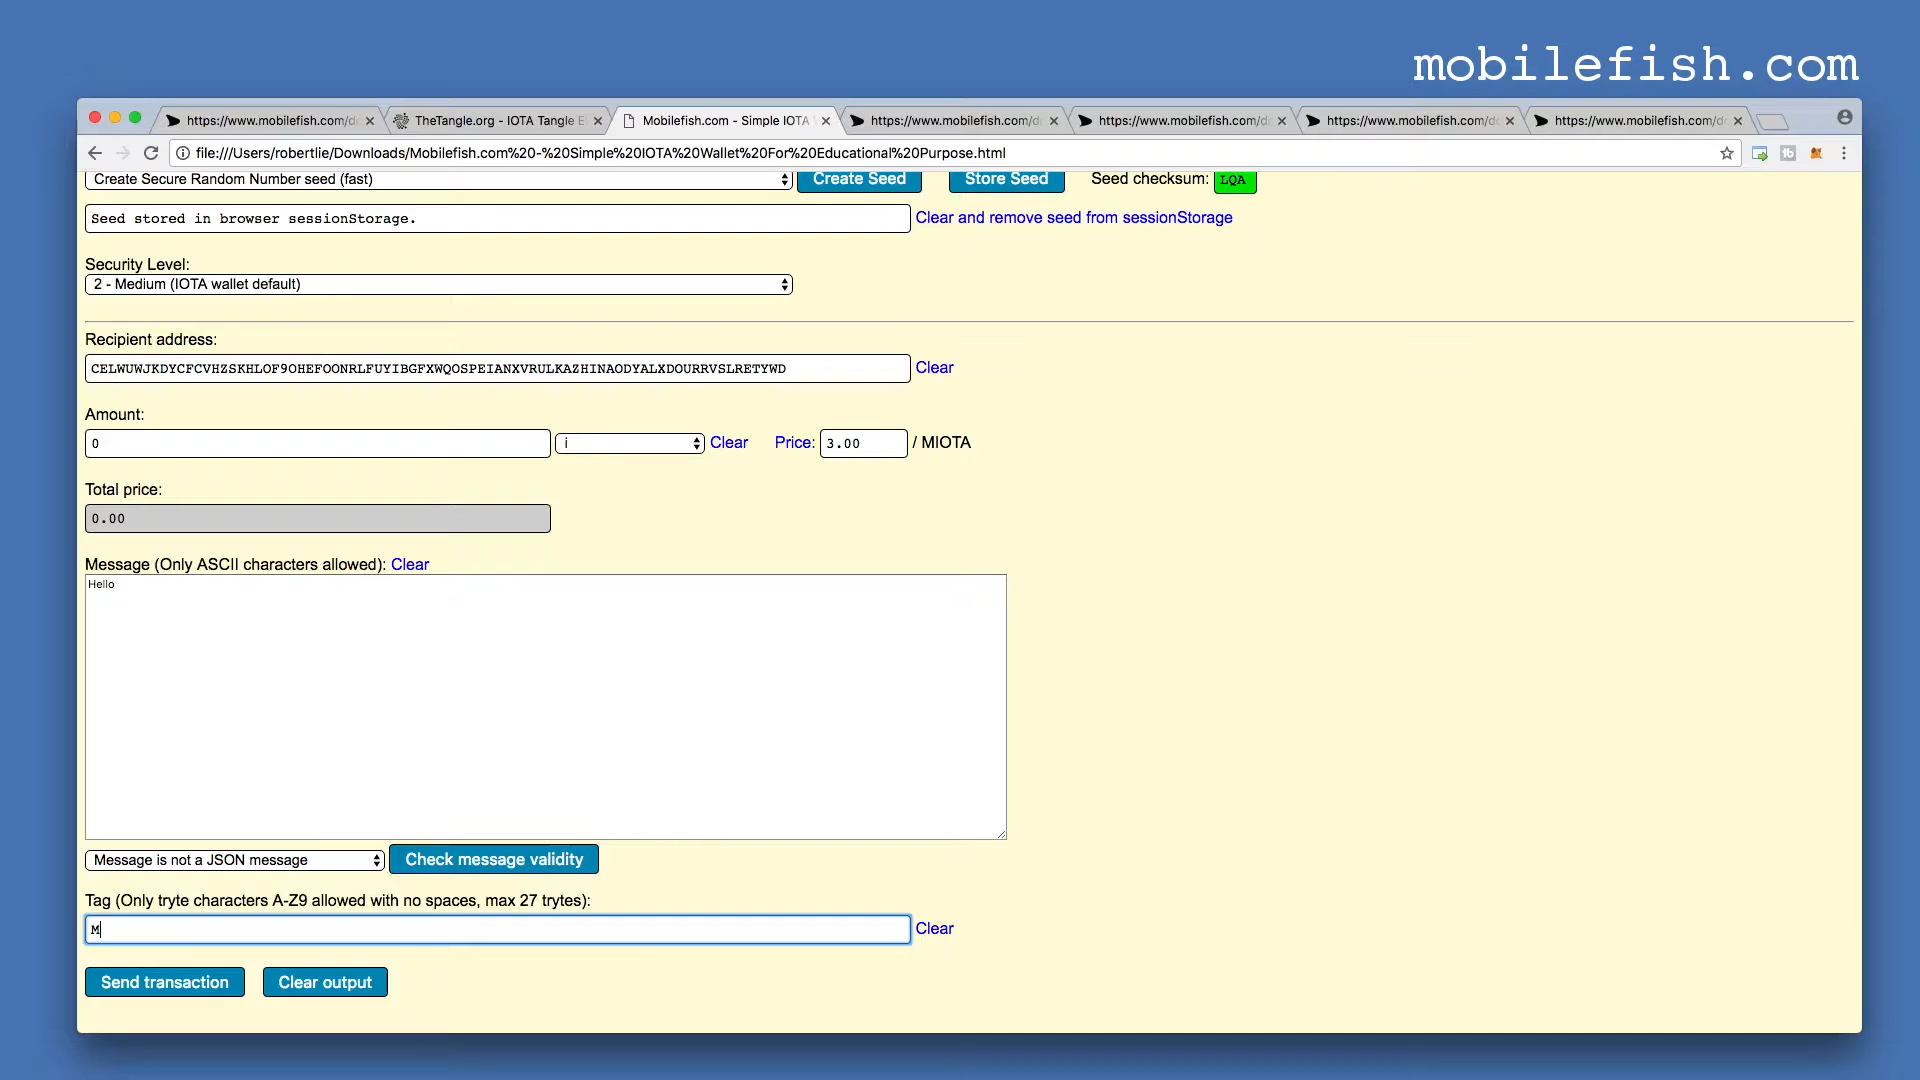 mobilefish.com
https://www.mobilefish.com/d
TheTangle.org - IOTA Tangle E
Mobilefish.com - Simple IOTA
https://www.mobilefish.com/d
https://www.mobilefish.com/d
https://www.mobilefish.com/d
https://www.mobilefish.com/d
file:///Users/robertlie/Downloads/Mobilefish.com%20-%20Simple%20IOTA%20Wallet%20For%20Educational%20Purpose.html
Create Secure Random Number seed (fast) Create Seed Store Seed Seed checksum: LQA
Seed stored in browser sessionStorage. Clear and remove seed from sessionStorage
Security Level:
2 - Medium (IOTA wallet default)
Recipient address:
CELWUWJKDYCFCVHZSKHLOF9OHEFOONRLFUYIBGFXWQOSPEIANXVRULKAZHINAODYALXDOURRVSLRETYWD Clear
Amount:
0 i Clear Price: 3.00 / MIOTA
Total price:
0.00
Message (Only ASCII characters allowed): Clear
Hello
Message is not a JSON message Check message validity
Tag (Only tryte characters A-Z9 allowed with no spaces, max 27 trytes):
M Clear
Send transaction Clear output